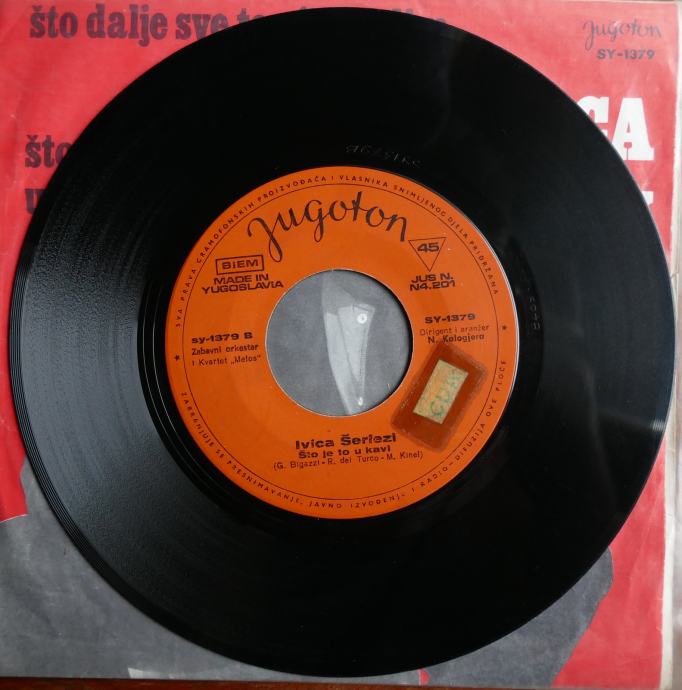 što dalje sve
Jugoton
SY-1379
što
CA
SVA PRAVA GRAMOFONSKIH PROIZVOĐAČA I VLASNIKA SNIMLJENOG DJELA PRIDRŽANA
Jugoton
45
BIEM
MADE IN
YUGOSLAVIA
JUS N.
N4.201
sy-1379 B
Zabavni orkestar
i Kvartet „Melos"
SY-1379
Dirigent i aranžer
N. Kologjera
CDA
Ivica Šerfezi
Što je to u kavi
(G. Bigazzi - R. del Turco - M. Kinel)
ZABRANJUJE SE PRESNIMAVANJE, JAVNO IZVOĐENJE I RADIO-DIFUZIJA OVE PLOČE